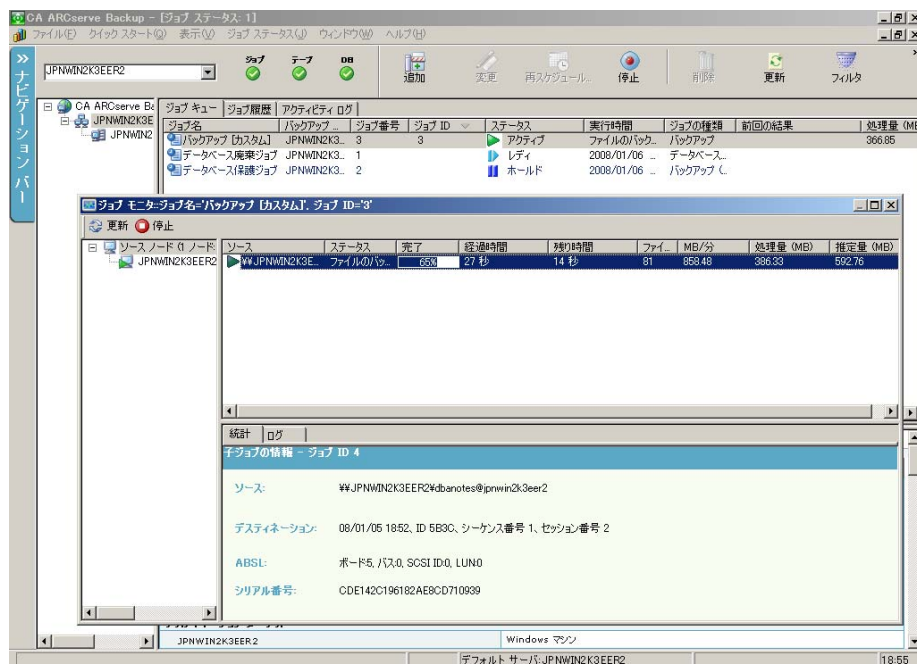 CA ARCserve Backup - [ジョブ ステータス: 1]
ファイル(F) クイック スタート(Q) 表示(V) ジョブ ステータス(J) ウィンドウ(W) ヘルプ(H)
ナビゲーション バー
JPNWIN2K3EER2
ジョブ テープ DB
追加 変更 再スケジュール... 停止 削除 更新 フィルタ
CA ARCserve Ba
JPNWIN2K3E
JPNWIN2
ジョブ キュー ジョブ履歴 アクティビティ ログ
ジョブ名 バックアップ ... ジョブ番号 ジョブ ID ステータス 実行時間 ジョブの種類 前回の結果 処理量 (MB
バックアップ [カスタム] JPNWIN2K3... 3 3 アクティブ ファイルのバック... バックアップ 366.85
データベース廃棄ジョブ JPNWIN2K3... 1 レディ 2008/01/06 ... データベース...
データベース保護ジョブ JPNWIN2K3... 2 ホールド 2008/01/06 ... バックアップ (...
ジョブ モニタ:ジョブ名='バックアップ [カスタム]', ジョブ ID='3'
更新 停止
ソース ノード (1 ノード:
JPNWIN2K3EER2
ソース ステータス 完了 経過時間 残り時間 ファイ... MB/分 処理量 (MB) 推定量 (MB)
¥¥JPNWIN2K3E... ファイルのバッ... 65% 27 秒 14 秒 81 858.48 386.33 592.76
統計 ログ
子ジョブの情報 - ジョブ ID 4
ソース: ¥¥JPNWIN2K3EER2¥dbanotes@jpnwin2k3eer2
デスティネーション: 08/01/05 18:52、ID 5B3C、シーケンス番号 1、セッション番号 2
ABSL: ボード:5, バス:0, SCSI ID:0, LUN:0
シリアル番号: CDE142C196182AE8CD710939
JPNWIN2K3EER2 Windows マシン
デフォルト サーバ:JPNWIN2K3EER2 18:55